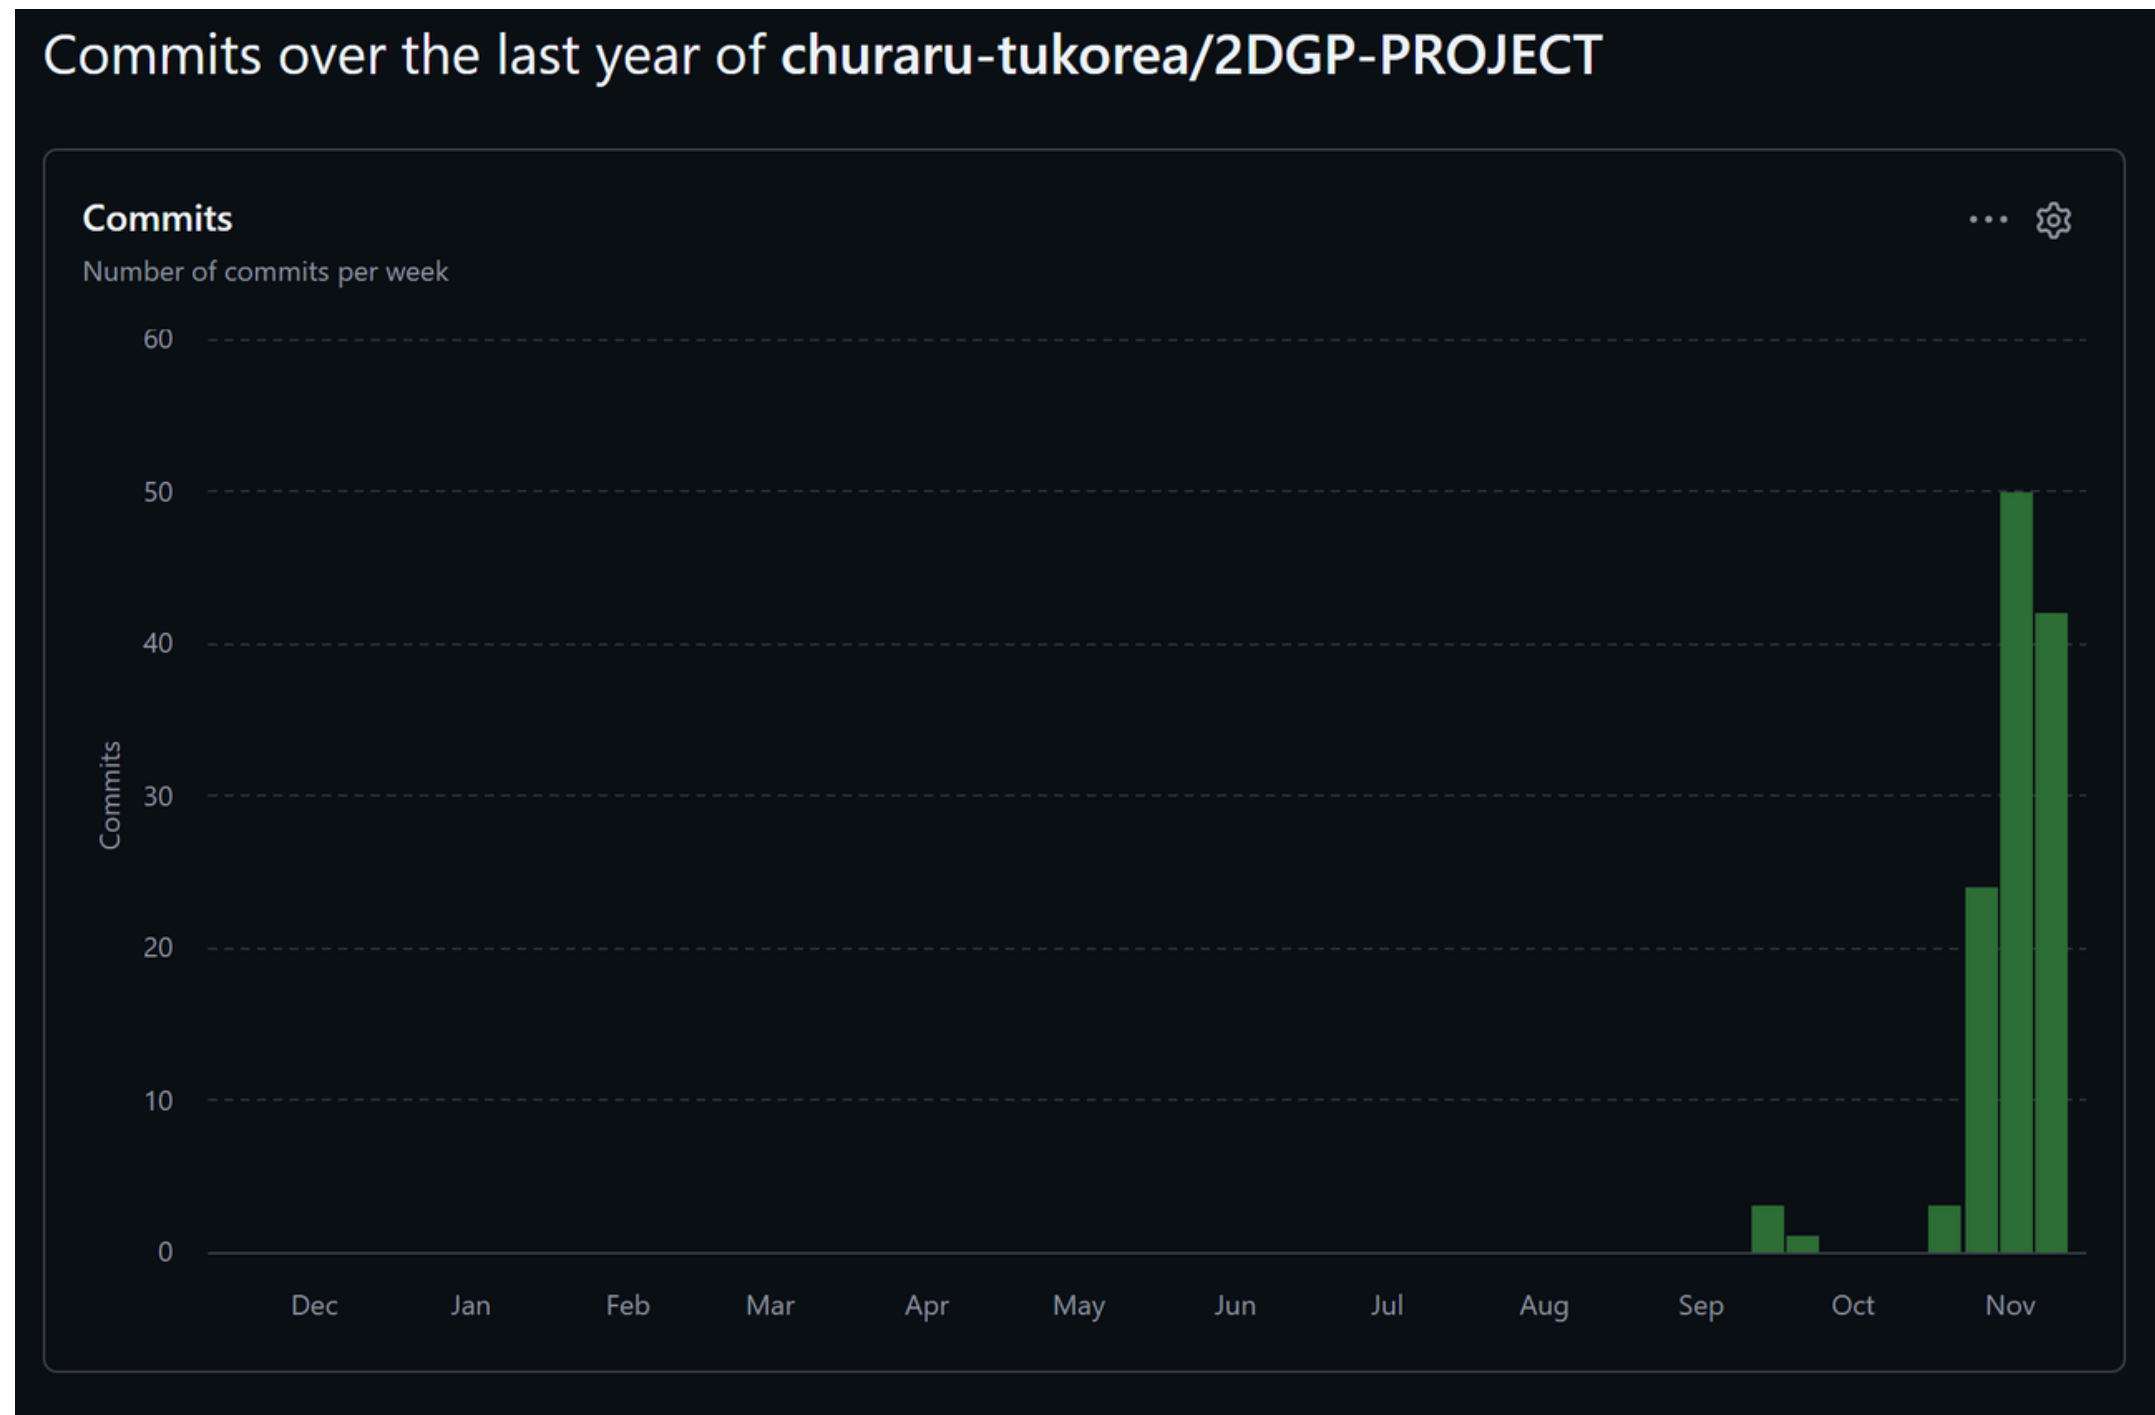 Commits over the last year of churaru-tukorea/2DGP-PROJECT
Commits
Number of commits per week
60
50
40
30
20
10
0
Commits
Dec Jan Feb Mar Apr May Jun Jul Aug Sep Oct Nov